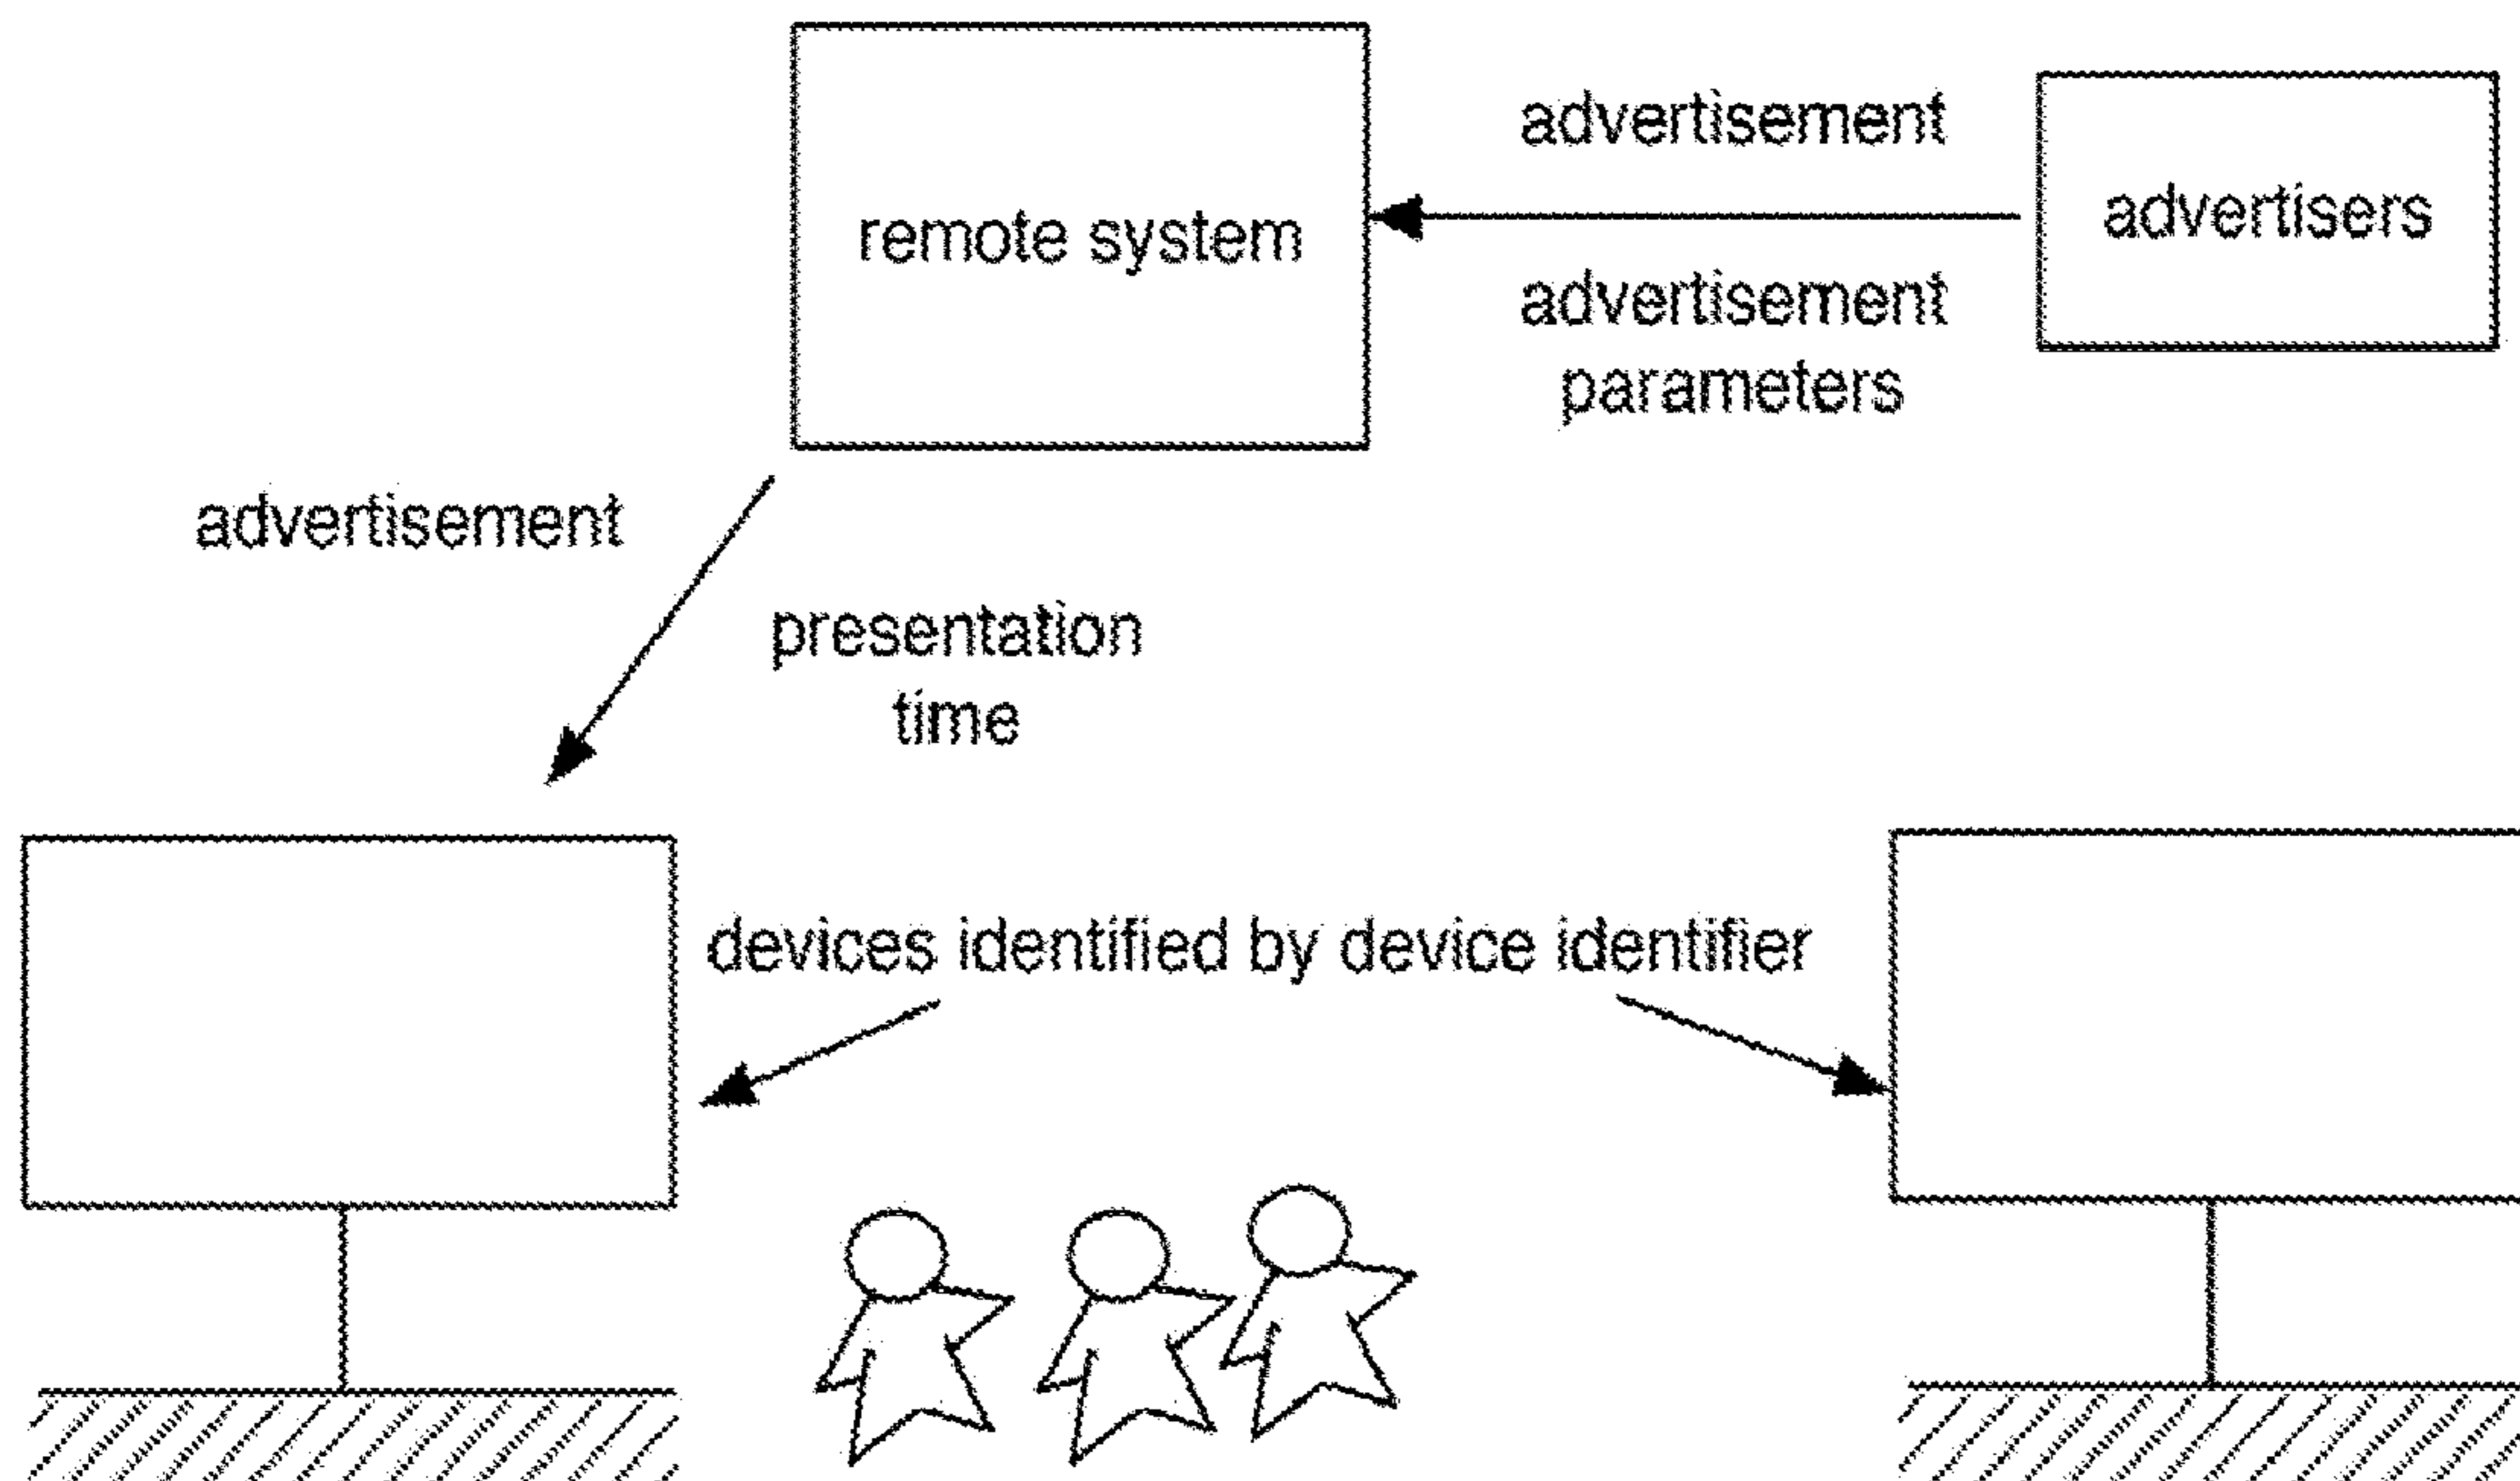 remote system
advertisement
advertisement
parameters
advertisers
advertisement
presentation
time
devices identified by device identifier